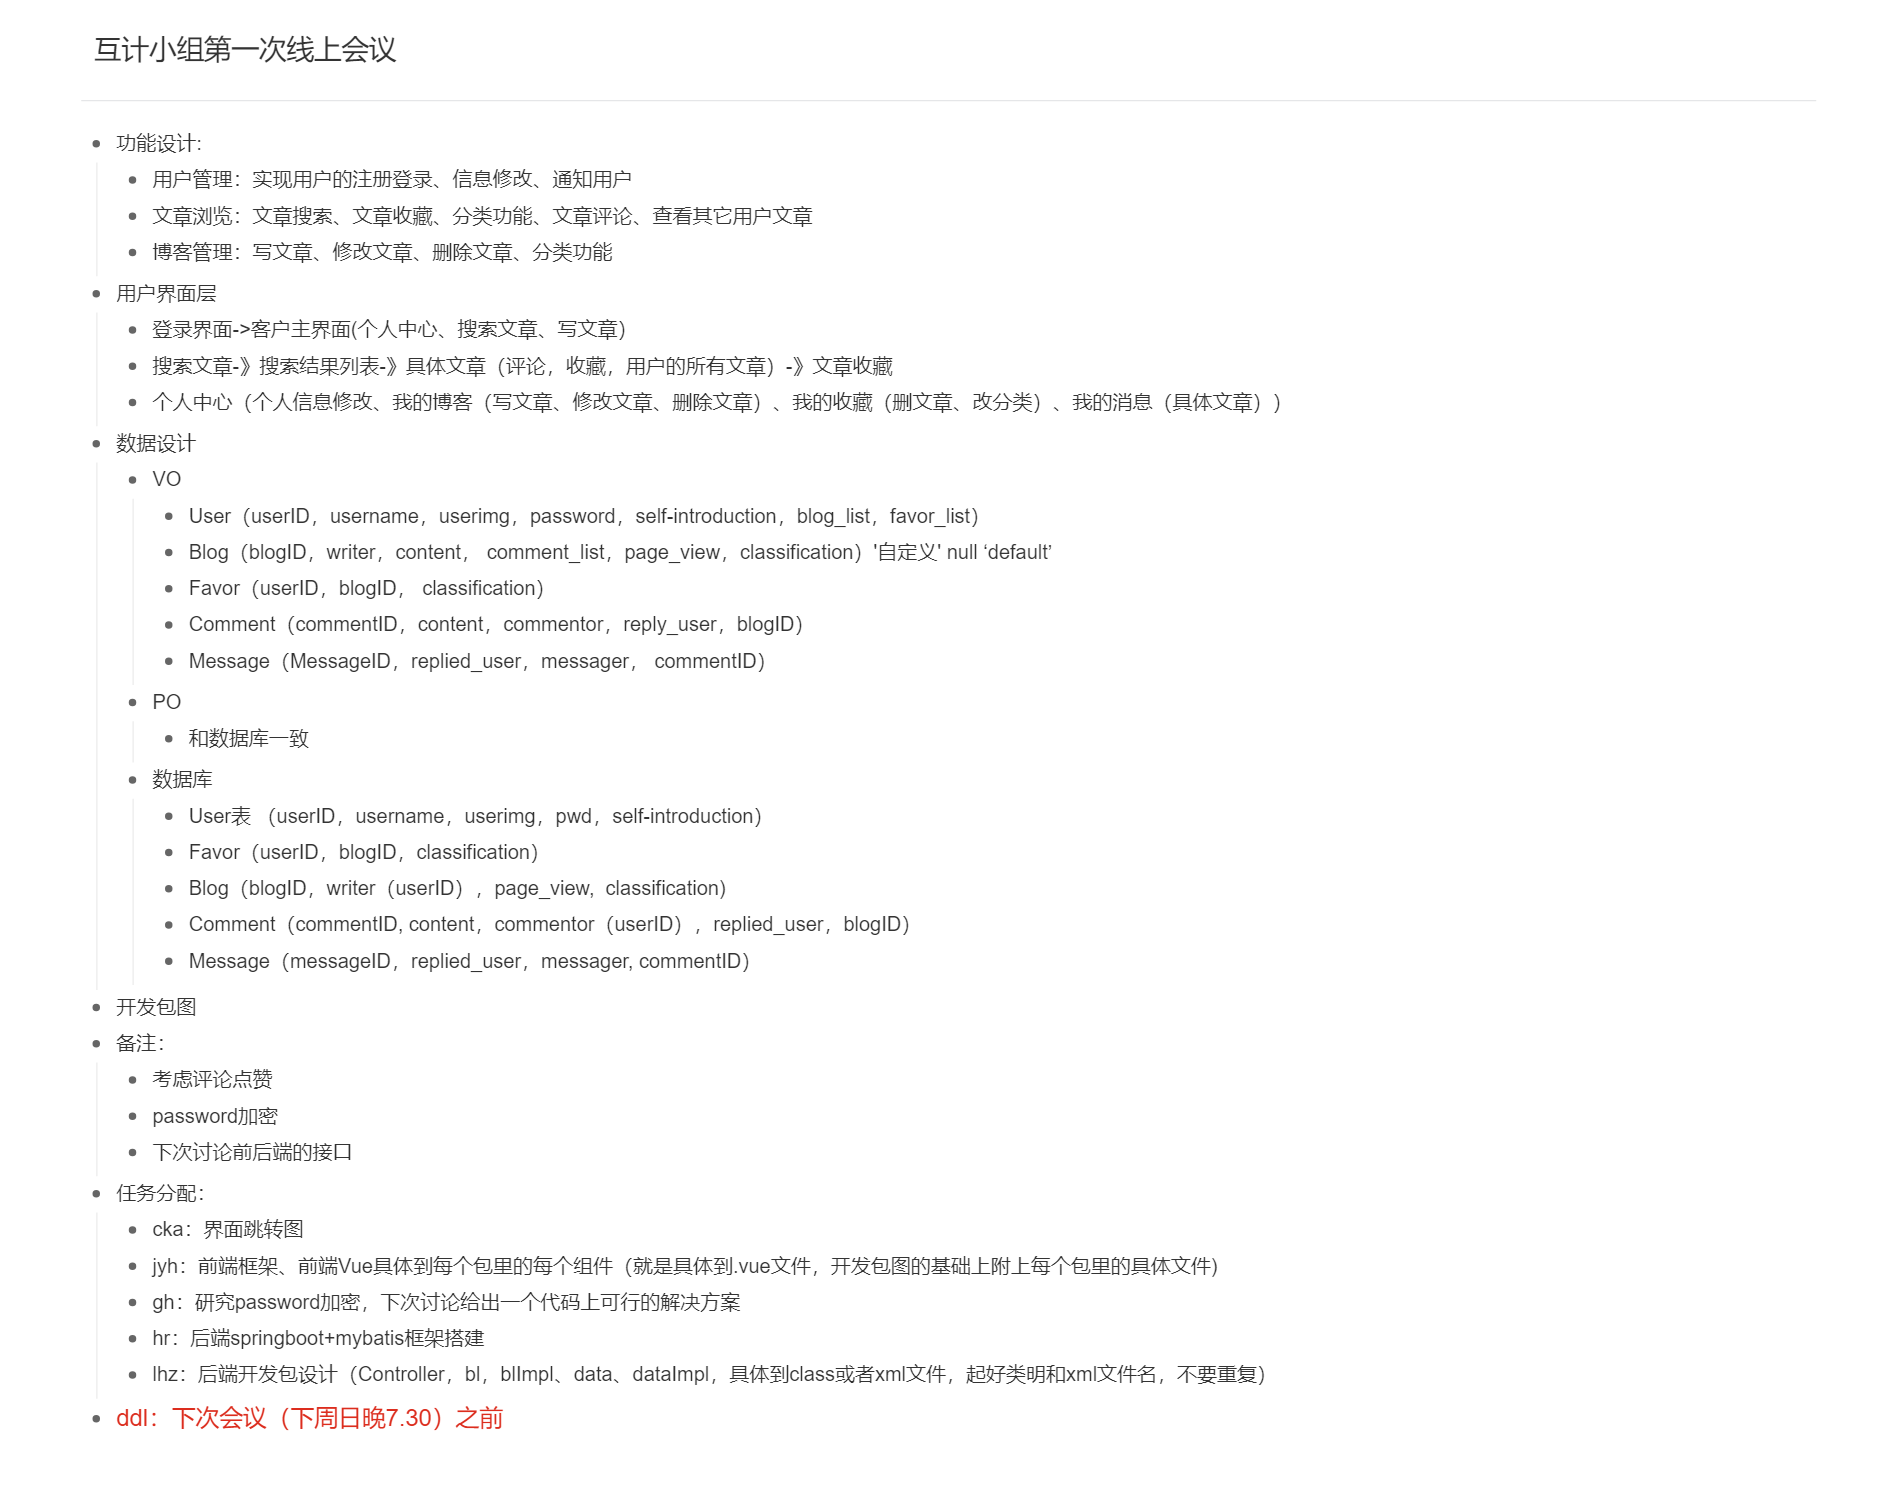 互计小组第一次线上会议
功能设计:
用户管理：实现用户的注册登录、信息修改、通知用户
文章浏览：文章搜索、文章收藏、分类功能、文章评论、查看其它用户文章
博客管理：写文章、修改文章、删除文章、分类功能
用户界面层
登录界面->客户主界面(个人中心、搜索文章、写文章)
搜索文章-》搜索结果列表-》具体文章（评论，收藏，用户的所有文章）-》文章收藏
个人中心（个人信息修改、我的博客（写文章、修改文章、删除文章）、我的收藏（删文章、改分类）、我的消息（具体文章））
数据设计
VO
User（userID，username，userimg，password，self-introduction，blog_list，favor_list）
Blog（blogID，writer，content， comment_list，page_view，classification）'自定义' null ‘default’
Favor（userID，blogID， classification）
Comment（commentID，content，commentor，reply_user，blogID）
Message（MessageID，replied_user，messager， commentID）
PO
和数据库一致
数据库
User表 （userID，username，userimg，pwd，self-introduction）
Favor（userID，blogID，classification）
Blog（blogID，writer（userID），page_view,  classification）
Comment（commentID, content，commentor（userID），replied_user，blogID）
Message（messageID，replied_user，messager, commentID）
开发包图
备注：
考虑评论点赞
password加密
下次讨论前后端的接口
任务分配：
cka：界面跳转图
jyh：前端框架、前端Vue具体到每个包里的每个组件（就是具体到.vue文件，开发包图的基础上附上每个包里的具体文件)
gh：研究password加密，下次讨论给出一个代码上可行的解决方案
hr：后端springboot+mybatis框架搭建
lhz：后端开发包设计（Controller，bl，blImpl、data、dataImpl，具体到class或者xml文件，起好类明和xml文件名，不要重复）
ddl：下次会议（下周日晚7.30）之前